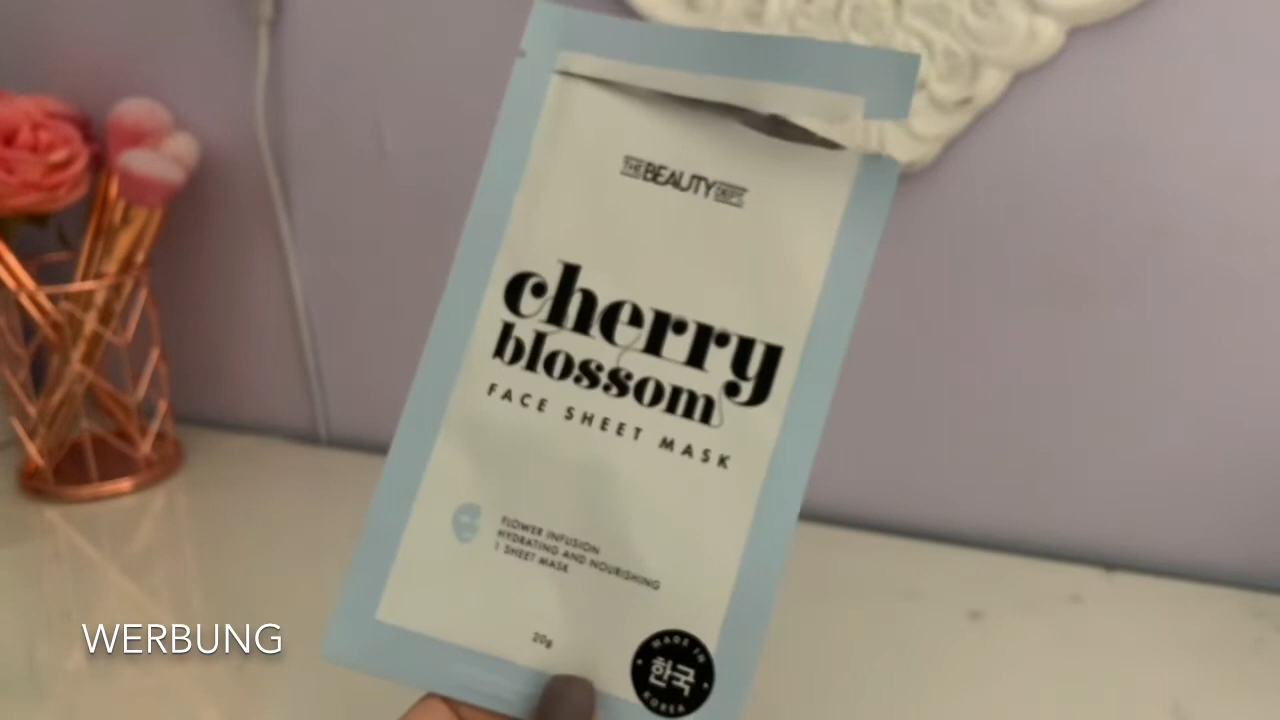 THE BEAUTY DEPT.
cherry
blossom
FACE SHEET MASK
FLOWER INFUSION
HYDRATING AND NOURISHING
1 SHEET MASK
20g
MADE IN
한국
KOREA
WERBUNG